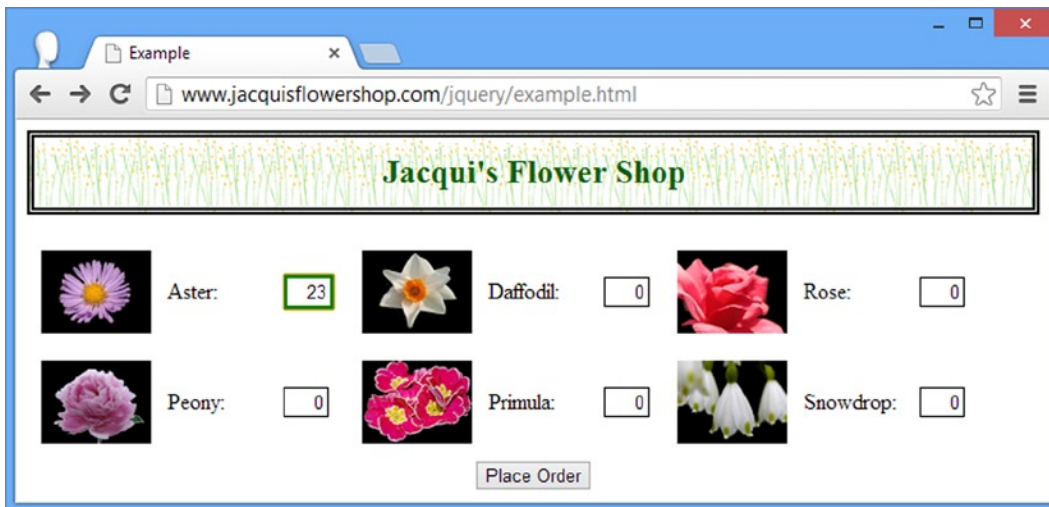 Example
www.jacquisflowershop.com/jquery/example.html
Jacqui's Flower Shop
Aster: 23 Daffodil: 0 Rose: 0
Peony: 0 Primula: 0 Snowdrop: 0
Place Order